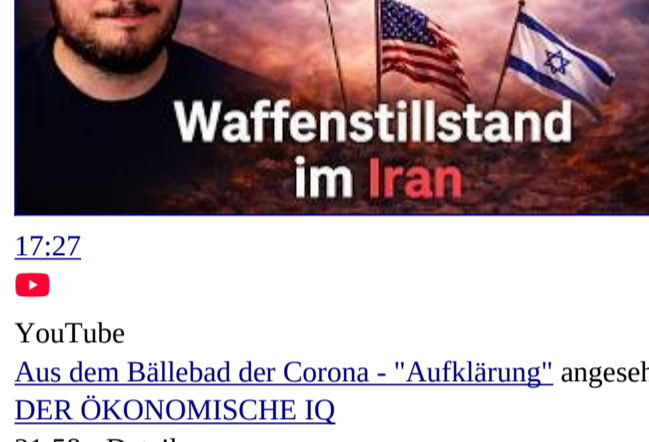 Waffenstillstand
im Iran
17:27
YouTube
Aus dem Bällebad der Corona - "Aufklärung"
DER ÖKONOMISCHE IQ